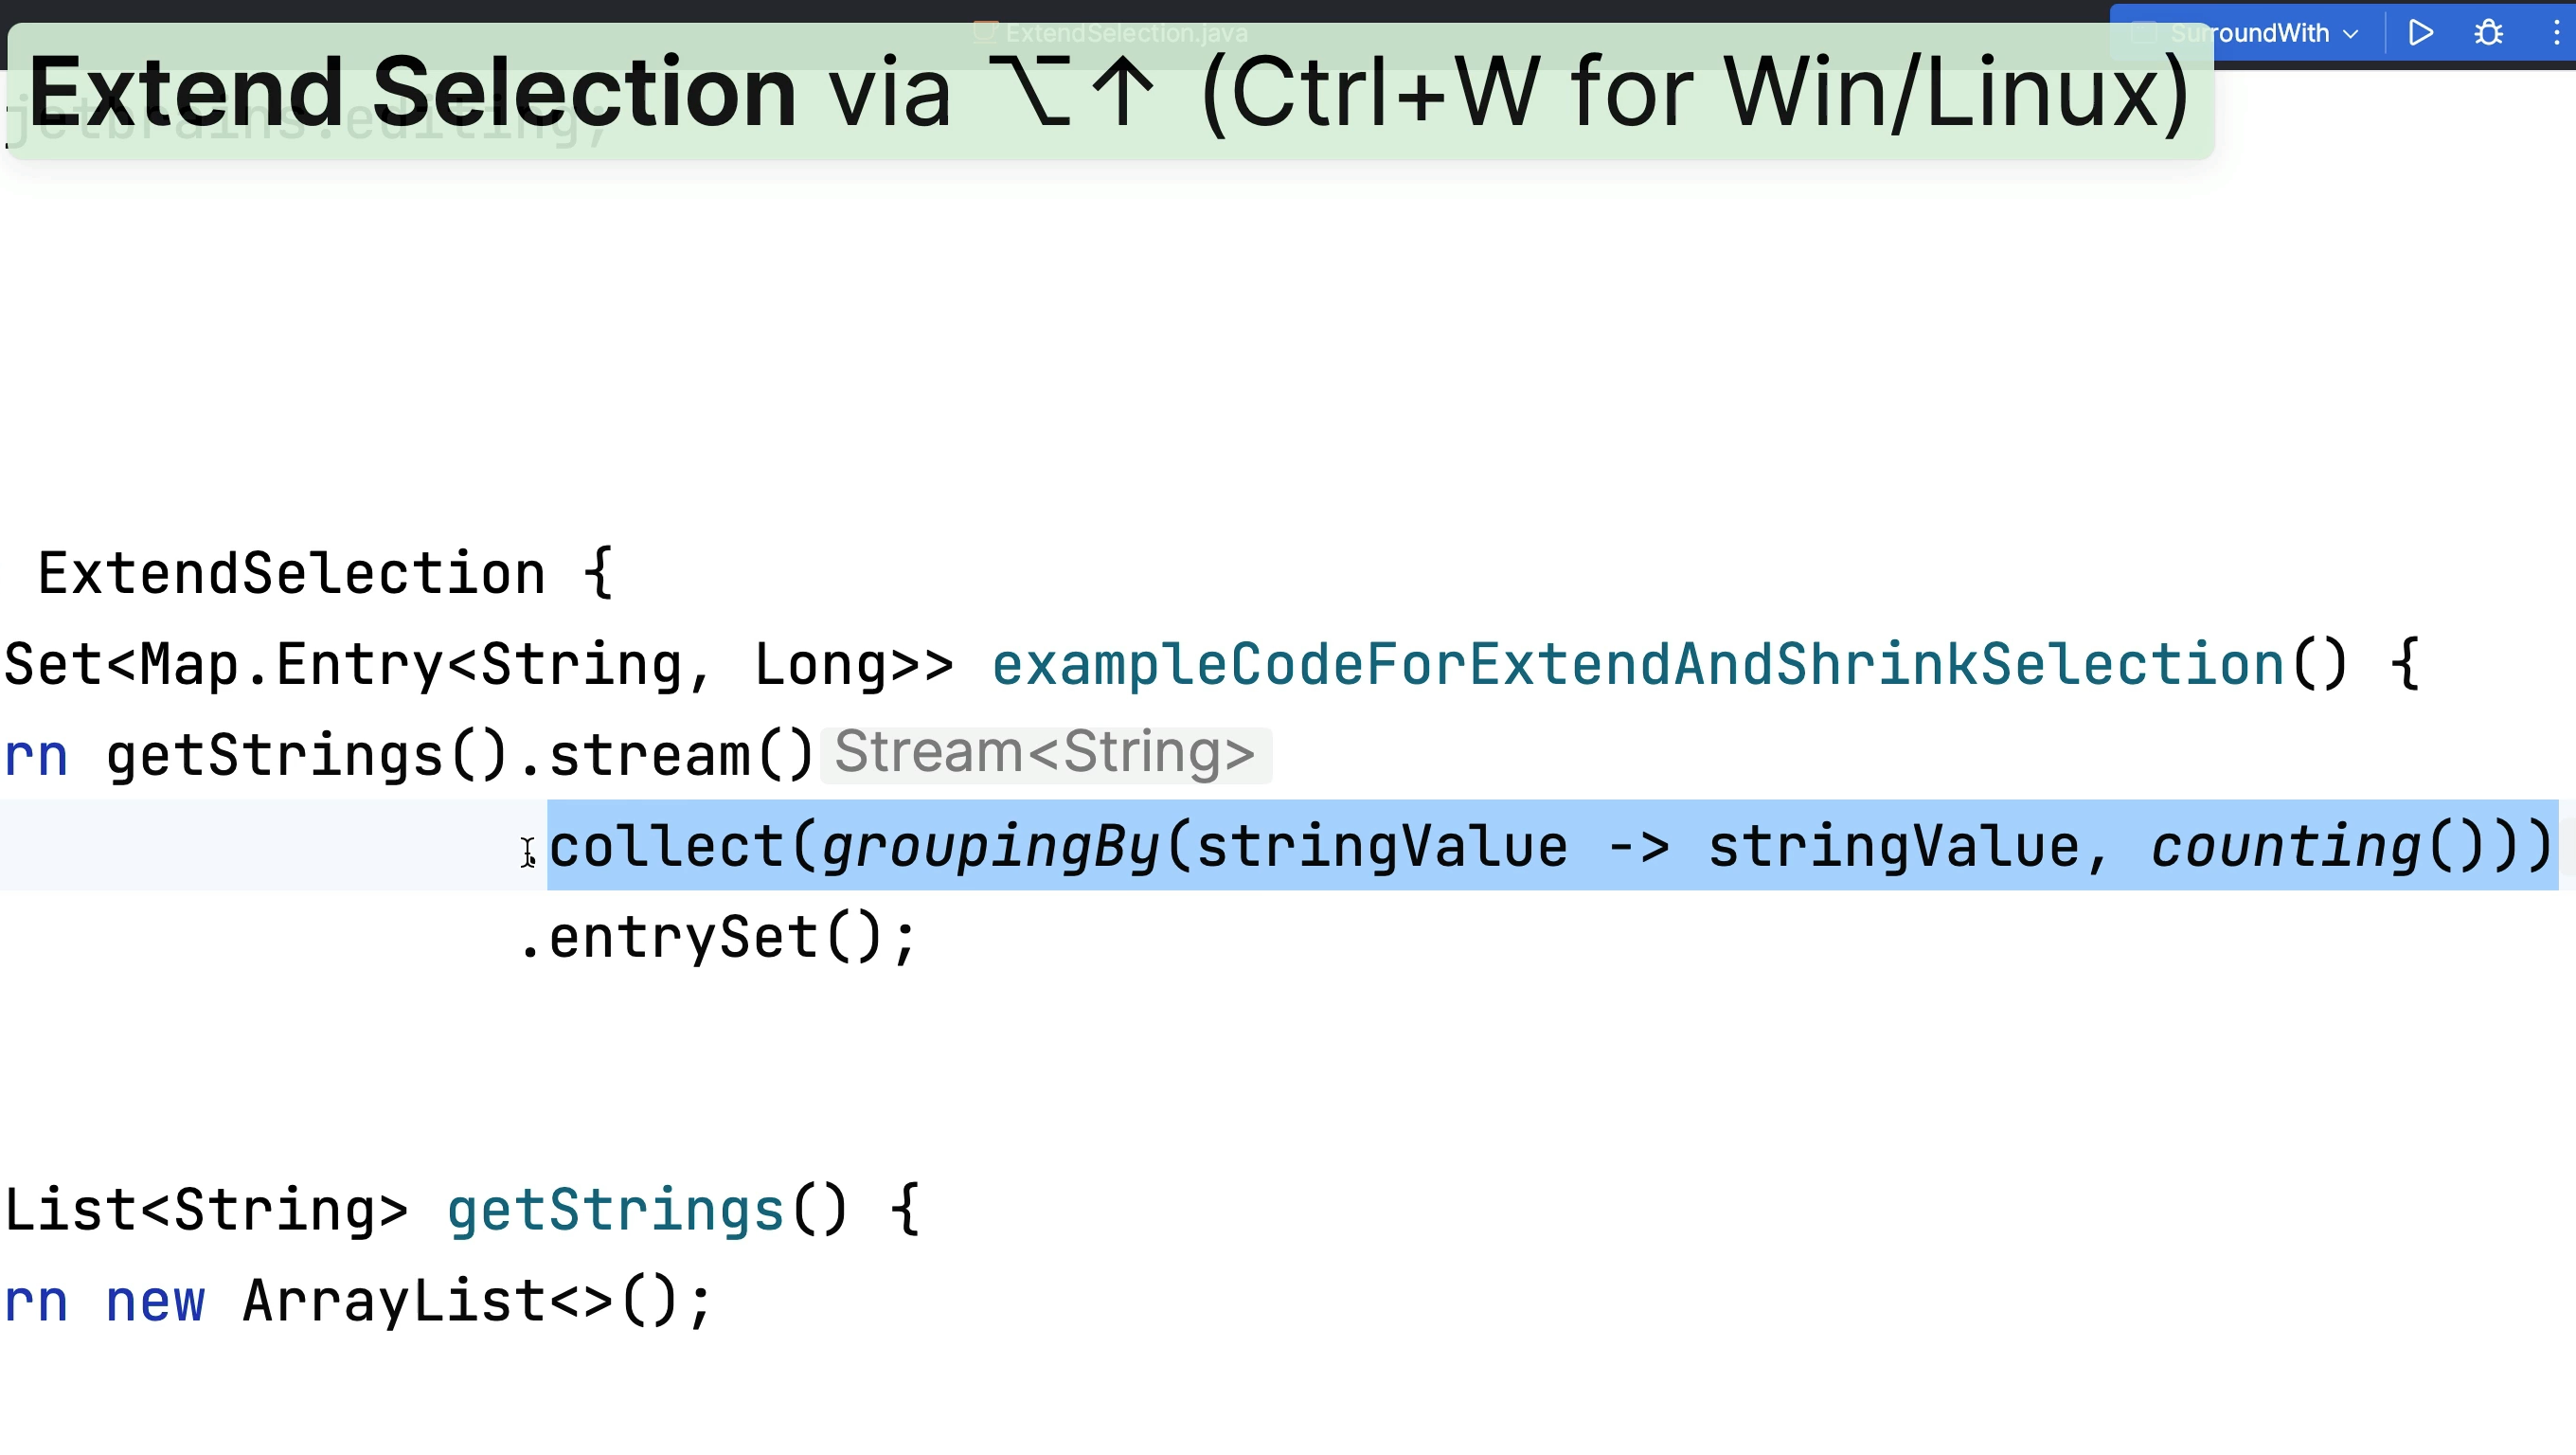 ExtendSelection.java
SurroundWith
Extend Selection via ⌥↑ (Ctrl+W for Win/Linux)
jetbrains.editing;
ExtendSelection {
Set<Map.Entry<String, Long>> exampleCodeForExtendAndShrinkSelection() {
rn getStrings().stream() Stream<String>
.collect(groupingBy(stringValue -> stringValue, counting()))
.entrySet();
List<String> getStrings() {
rn new ArrayList<>();